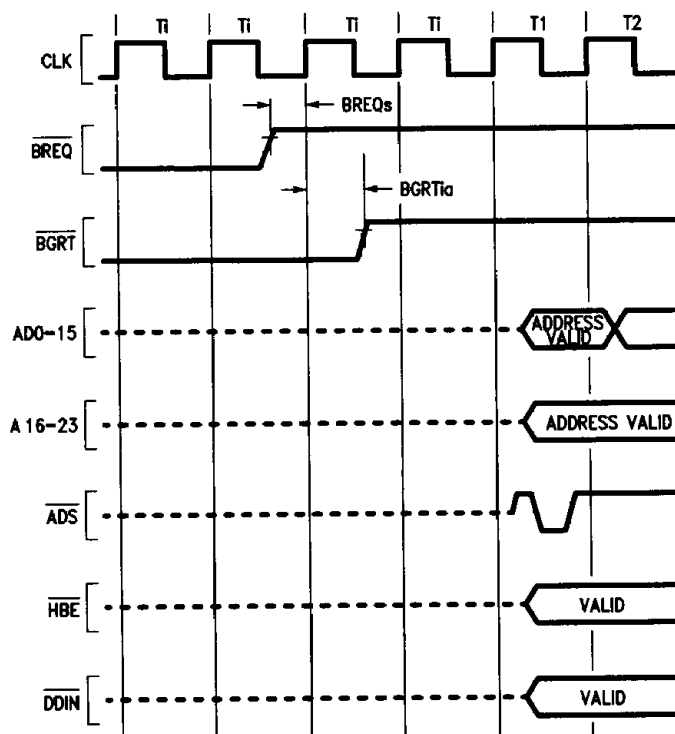 Ti Ti Ti Ti T1 T2
CLK
BREQs
BREQ
BGRTia
BGRT
AD0-15
ADDRESS
VALID
A 16-23
ADDRESS VALID
ADS
HBE
VALID
DDIN
VALID